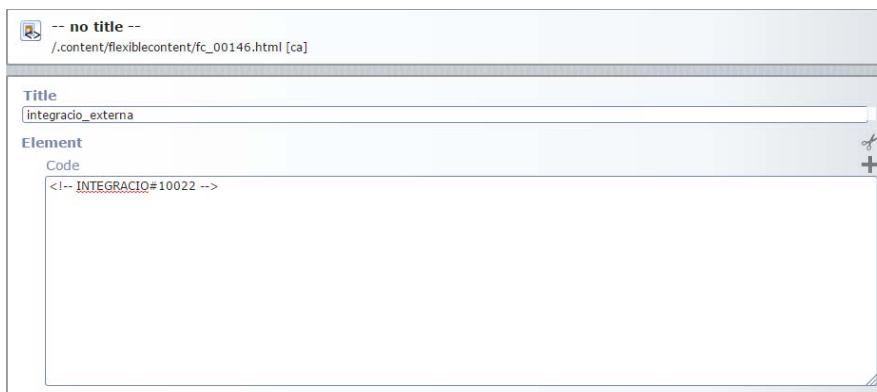 -- no title --
/.content/flexiblecontent/fc_00146.html [ca]
Title
integracio_externa
Element
Code
<!-- INTEGRACIO#10022 -->